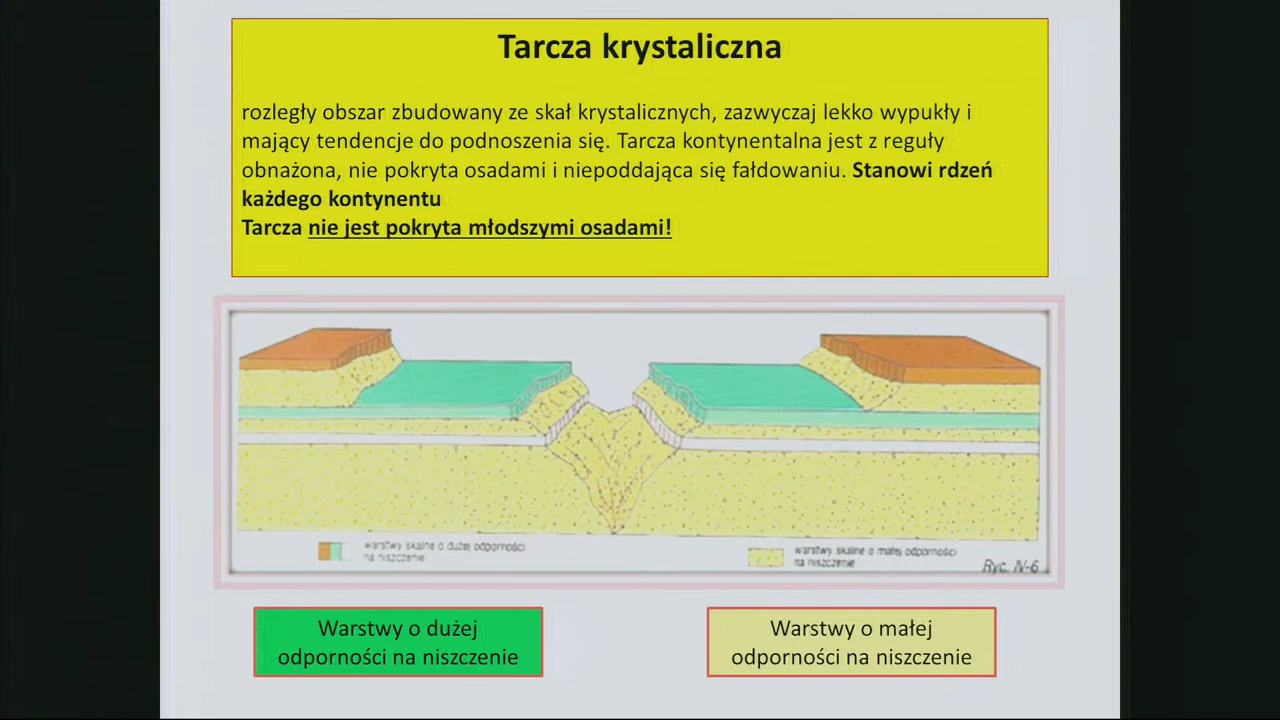 Tarcza krystaliczna
rozległy obszar zbudowany ze skał krystalicznych, zazwyczaj lekko wypukły i
mający tendencje do podnoszenia się. Tarcza kontynentalna jest z reguły
obnażona, nie pokryta osadami i niepoddająca się fałdowaniu. Stanowi rdzeń
każdego kontynentu
Tarcza nie jest pokryta młodszymi osadami!
warstwy skalne o dużej odporności
na niszczenie
warstwy skalne o małej odporności
na niszczenie
Ryc. IV-6
Warstwy o dużej
odporności na niszczenie
Warstwy o małej
odporności na niszczenie